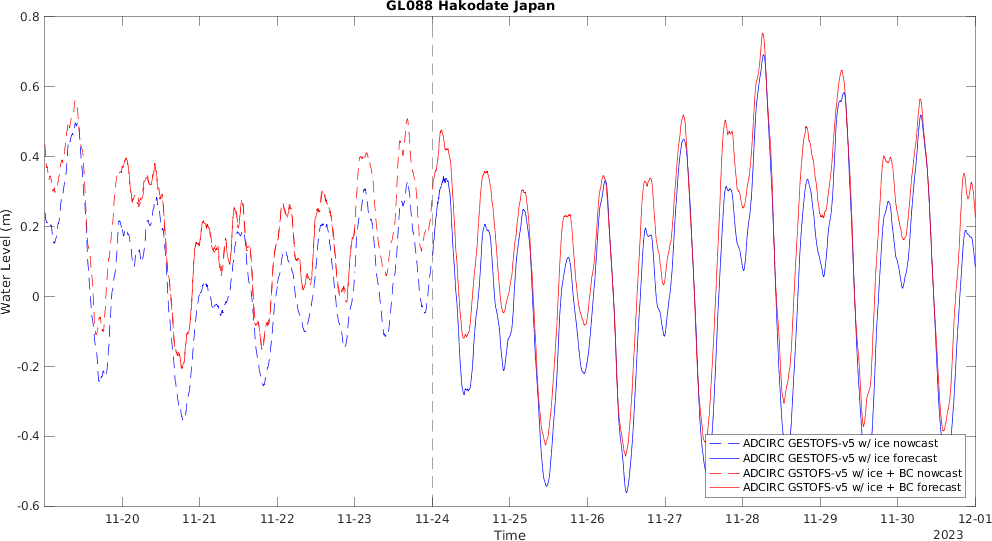 GL088 Hakodate Japan
Water Level (m)
0.8
0.6
0.4
0.2
0
-0.2
-0.4
-0.6
ADCIRC GESTOFS-v5 w/ ice nowcast
ADCIRC GESTOFS-v5 w/ ice forecast
ADCIRC GSTOFS-v5 w/ ice + BC nowcast
ADCIRC GSTOFS-v5 w/ ice + BC forecast
11-20 11-21 11-22 11-23 11-24 11-25 11-26 11-27 11-28 11-29 11-30 12-01
Time
2023